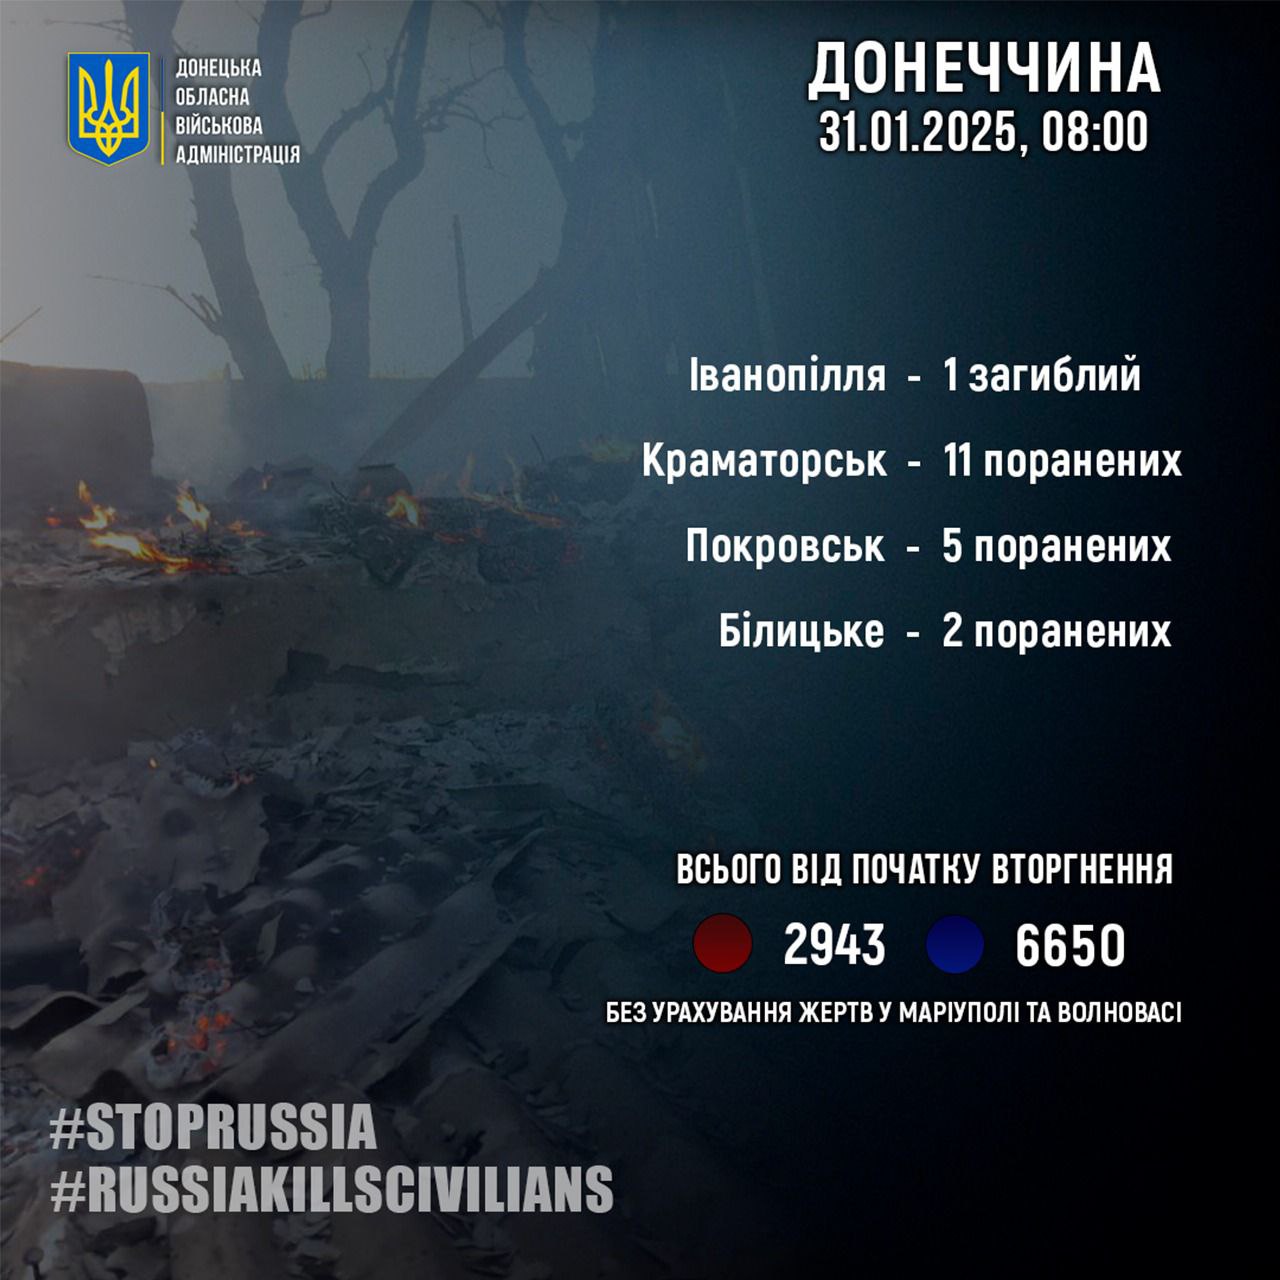 ДОНЕЦЬКА
ОБЛАСНА
ВІЙСЬКОВА
АДМІНІСТРАЦІЯ
ДОНЕЧЧИНА
31.01.2025, 08:00
Іванопілля - 1 загиблий
Краматорськ - 11 поранених
Покровськ - 5 поранених
Білицьке - 2 поранених
ВСЬОГО ВІД ПОЧАТКУ ВТОРГНЕННЯ
2943 6650
БЕЗ УРАХУВАННЯ ЖЕРТВ У МАРІУПОЛІ ТА ВОЛНОВАСІ
#STOPRUSSIA
#RUSSIAKILLSCIVILIANS